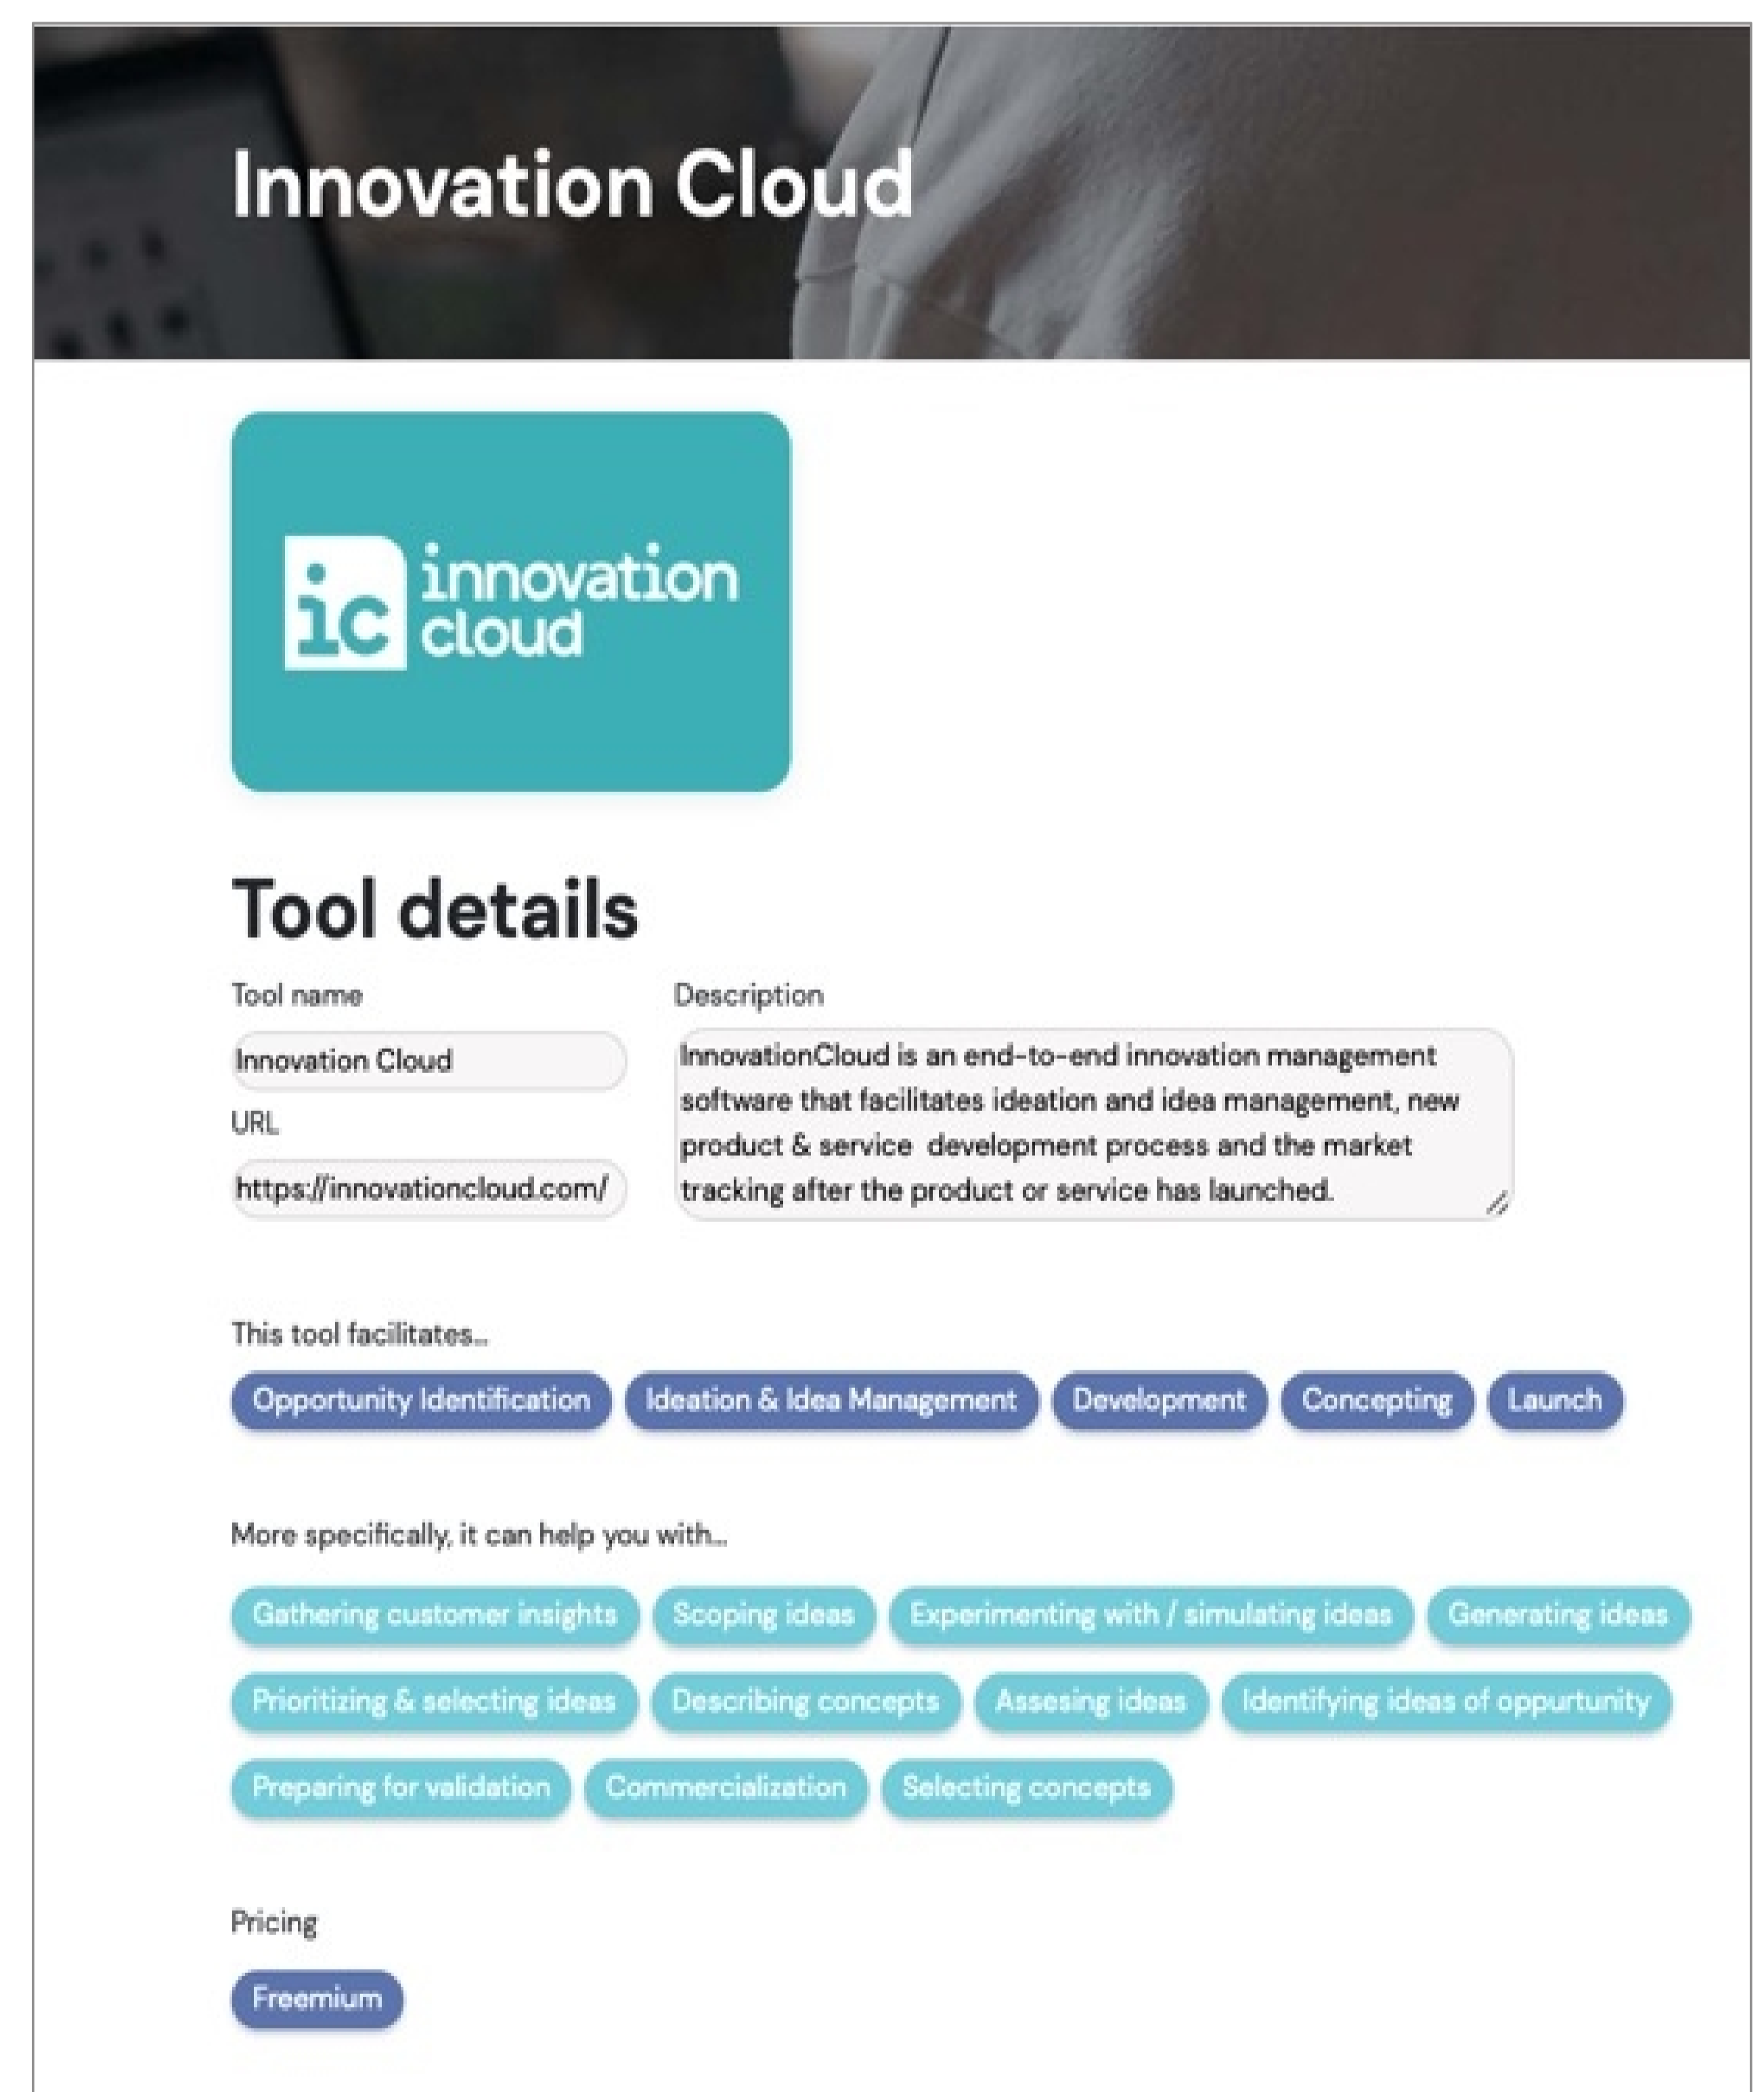 Innovation Cloud
ic innovation
cloud
Tool details
Tool name
Innovation Cloud
URL
https://innovationcloud.com/
Description
InnovationCloud is an end-to-end innovation management
software that facilitates ideation and idea management, new
product & service  development process and the market
tracking after the product or service has launched.
This tool facilitates...
Opportunity Identification Ideation & Idea Management Development Concepting Launch
More specifically, it can help you with...
Gathering customer insights Scoping ideas Experimenting with / simulating ideas Generating ideas
Prioritizing & selecting ideas Describing concepts Assesing ideas Identifying ideas of oppurtunity
Preparing for validation Commercialization Selecting concepts
Pricing
Freemium